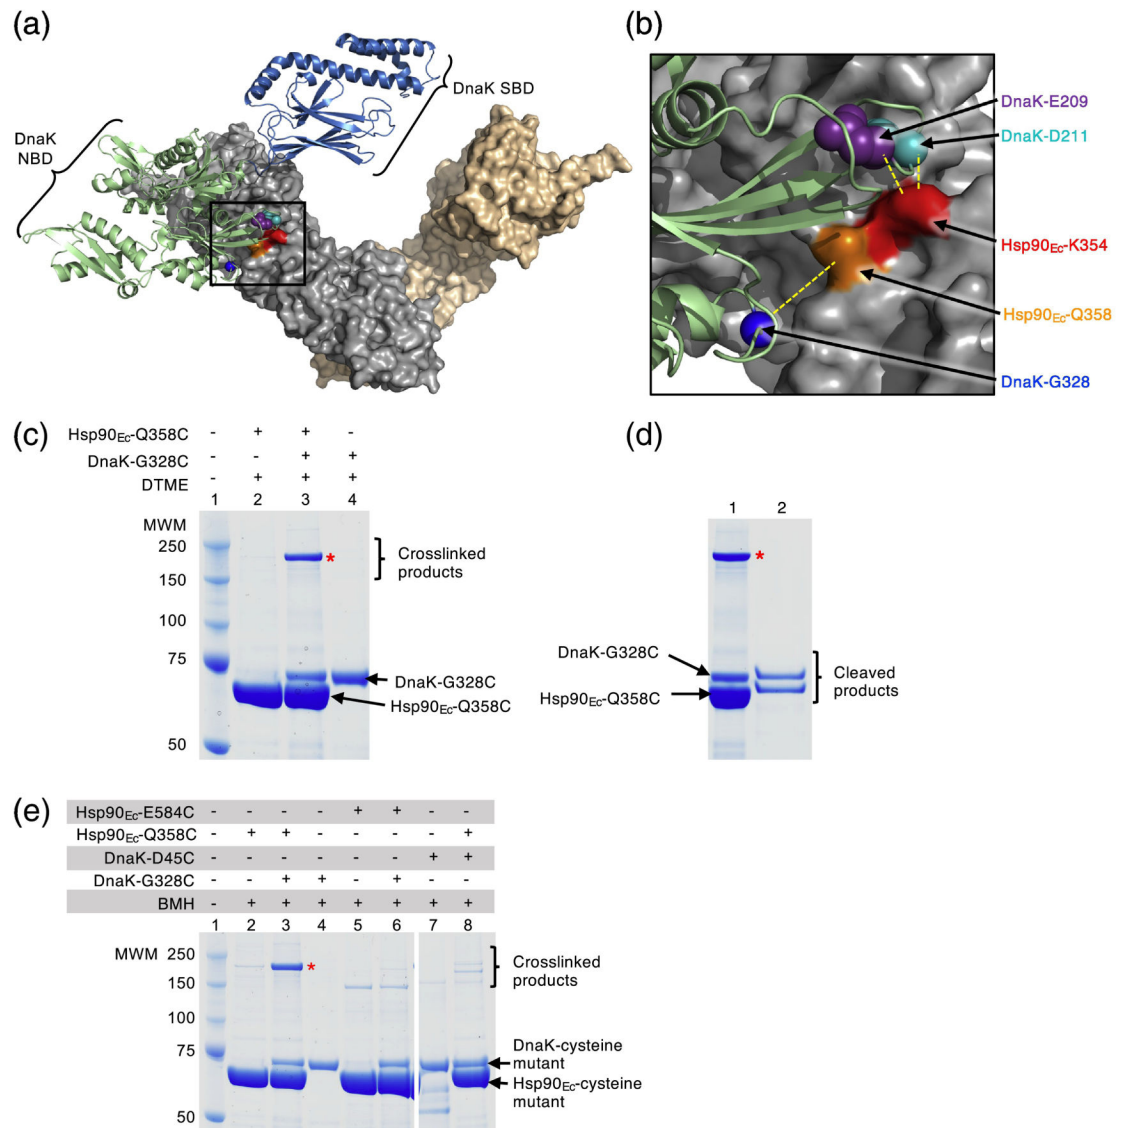 (a)
DnaK SBD
DnaK
NBD
(b)
DnaK-E209
DnaK-D211
Hsp90Ec-K354
Hsp90Ec-Q358
DnaK-G328
(c)
Hsp90Ec-Q358C - + + -
DnaK-G328C - - + +
DTME - + + +
1 2 3 4
MWM
250
150
100
75
50
*
Crosslinked
products
DnaK-G328C
Hsp90Ec-Q358C
(d)
1 2
*
DnaK-G328C
Hsp90Ec-Q358C
Cleaved
products
(e)
Hsp90Ec-E584C - - - - + + - -
Hsp90Ec-Q358C - + + - - - - +
DnaK-D45C - - - - - - + +
DnaK-G328C - - + + - + - -
BMH - + + + + + + +
1 2 3 4 5 6 7 8
MWM 250
150
100
75
50
*
Crosslinked
products
DnaK-cysteine
mutant
Hsp90Ec-cysteine
mutant